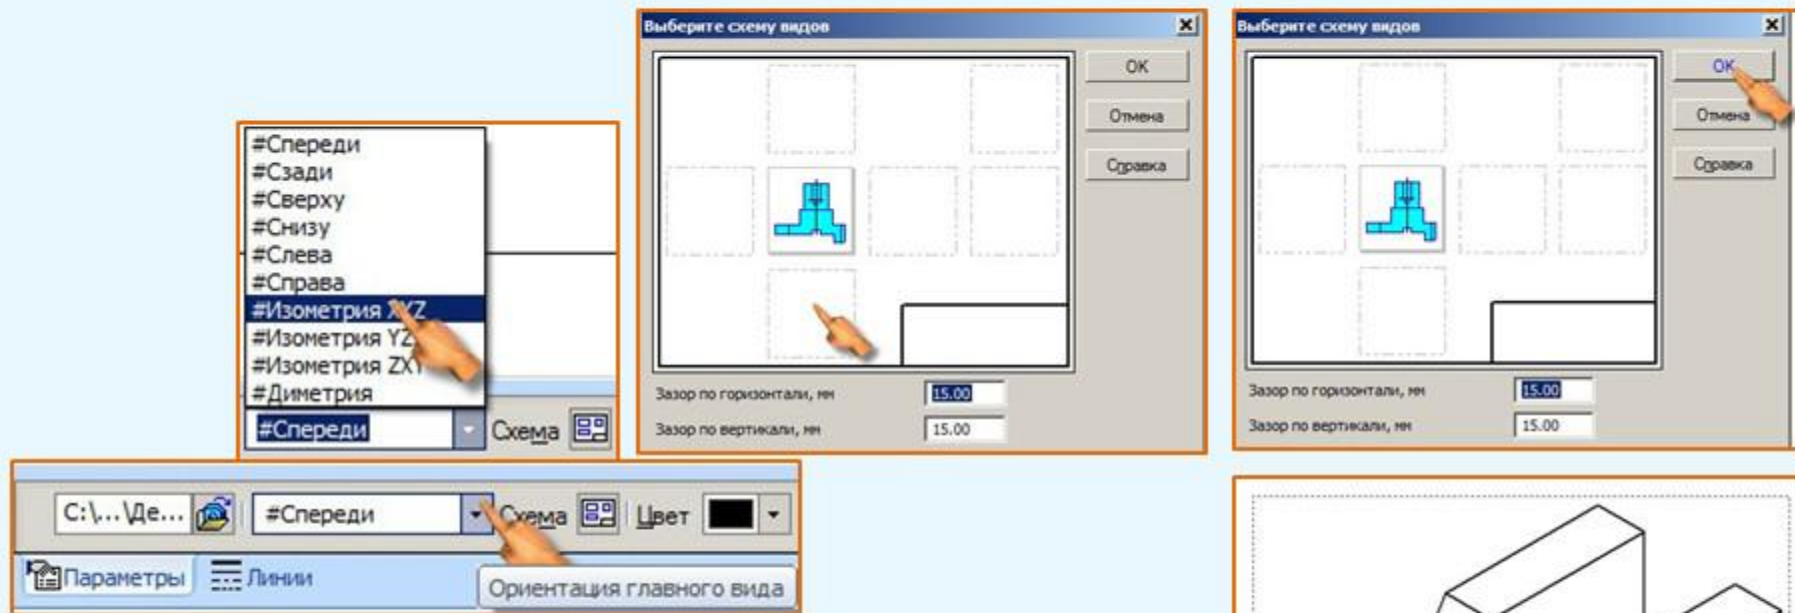 #Спереди
#Сзади
#Сверху
#Снизу
#Слева
#Справа
#Изометрия XYZ
#Изометрия YZ
#Изометрия ZXY
#Диметрия
#Спереди
Схема
Выберите схему видов
OK
Отмена
Справка
Зазор по горизонтали, мм
15.00
Зазор по вертикали, мм
15.00
Выберите схему видов
OK
Отмена
Справка
Зазор по горизонтали, мм
15.00
Зазор по вертикали, мм
15.00
C:\...\Де...
#Спереди
Схема
Цвет
Параметры
Линии
Ориентация главного вида